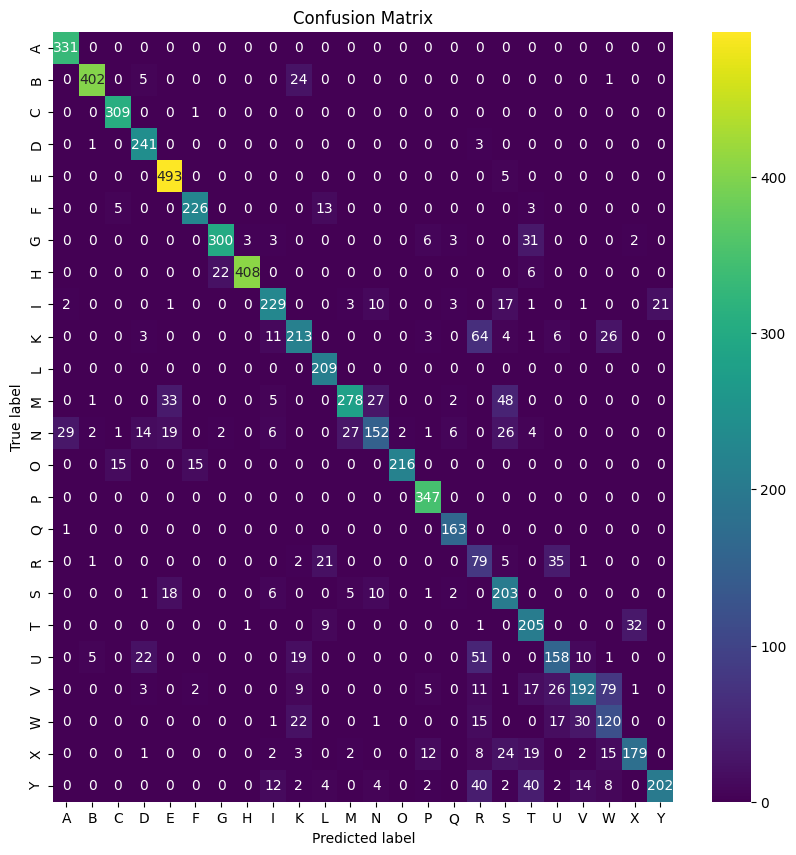 Confusion Matrix
A 331 0 0 0 0 0 0 0 0 0 0 0 0 0 0 0 0 0 0 0 0 0 0 0
B 0 402 0 5 0 0 0 0 0 24 0 0 0 0 0 0 0 0 0 0 0 1 0 0
C 0 0 309 0 0 1 0 0 0 0 0 0 0 0 0 0 0 0 0 0 0 0 0 0
D 0 1 0 241 0 0 0 0 0 0 0 0 0 0 0 0 3 0 0 0 0 0 0 0
E 0 0 0 0 493 0 0 0 0 0 0 0 0 0 0 0 0 5 0 0 0 0 0 0
F 0 0 5 0 0 226 0 0 0 0 13 0 0 0 0 0 0 0 3 0 0 0 0 0
G 0 0 0 0 0 0 300 3 3 0 0 0 0 0 6 3 0 0 31 0 0 0 2 0
H 0 0 0 0 0 0 22 408 0 0 0 0 0 0 0 0 0 0 6 0 0 0 0 0
I 2 0 0 0 1 0 0 0 229 0 0 3 10 0 0 3 0 17 1 0 1 0 0 21
K 0 0 0 3 0 0 0 0 11 213 0 0 0 0 3 0 64 4 1 6 0 26 0 0
L 0 0 0 0 0 0 0 0 0 0 209 0 0 0 0 0 0 0 0 0 0 0 0 0
M 0 1 0 0 33 0 0 0 5 0 0 278 27 0 0 2 0 48 0 0 0 0 0 0
N 29 2 1 14 19 0 2 0 6 0 0 27 152 2 1 6 0 26 4 0 0 0 0 0
O 0 0 15 0 0 15 0 0 0 0 0 0 0 216 0 0 0 0 0 0 0 0 0 0
P 0 0 0 0 0 0 0 0 0 0 0 0 0 0 347 0 0 0 0 0 0 0 0 0
Q 1 0 0 0 0 0 0 0 0 0 0 0 0 0 0 163 0 0 0 0 0 0 0 0
R 0 1 0 0 0 0 0 0 0 2 21 0 0 0 0 0 79 5 0 35 1 0 0 0
S 0 0 0 1 18 0 0 0 6 0 0 5 10 0 1 2 0 203 0 0 0 0 0 0
T 0 0 0 0 0 0 0 1 0 0 9 0 0 0 0 0 1 0 205 0 0 0 32 0
U 0 5 0 22 0 0 0 0 0 19 0 0 0 0 0 0 51 0 0 158 10 1 0 0
V 0 0 0 3 0 2 0 0 0 9 0 0 0 0 5 0 11 1 17 26 192 79 1 0
W 0 0 0 0 0 0 0 0 1 22 0 0 1 0 0 0 15 0 0 17 30 120 0 0
X 0 0 0 1 0 0 0 0 2 3 0 2 0 0 12 0 8 24 19 0 2 15 179 0
Y 0 0 0 0 0 0 0 0 12 2 4 0 4 0 2 0 40 2 40 2 14 8 0 202
A B C D E F G H I K L M N O P Q R S T U V W X Y
Predicted label
True label
400
300
200
100
0